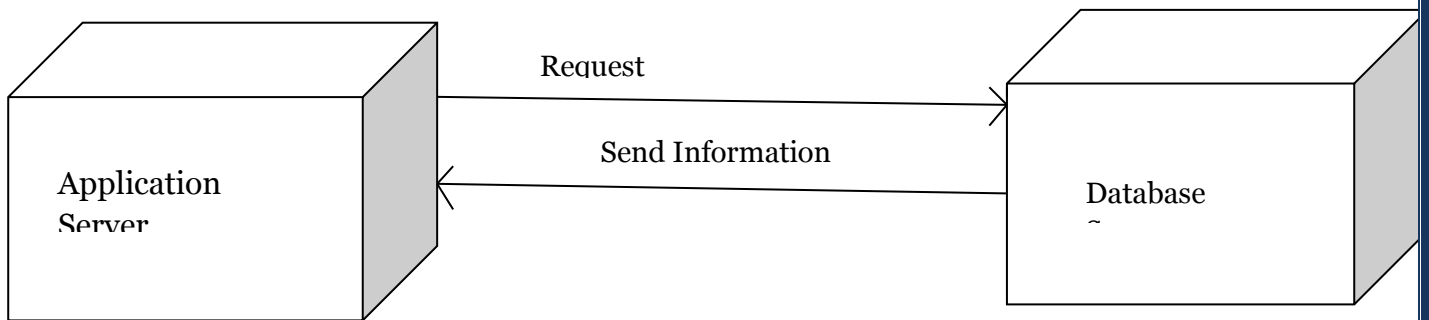 Request
Send Information
Application
Server
Database